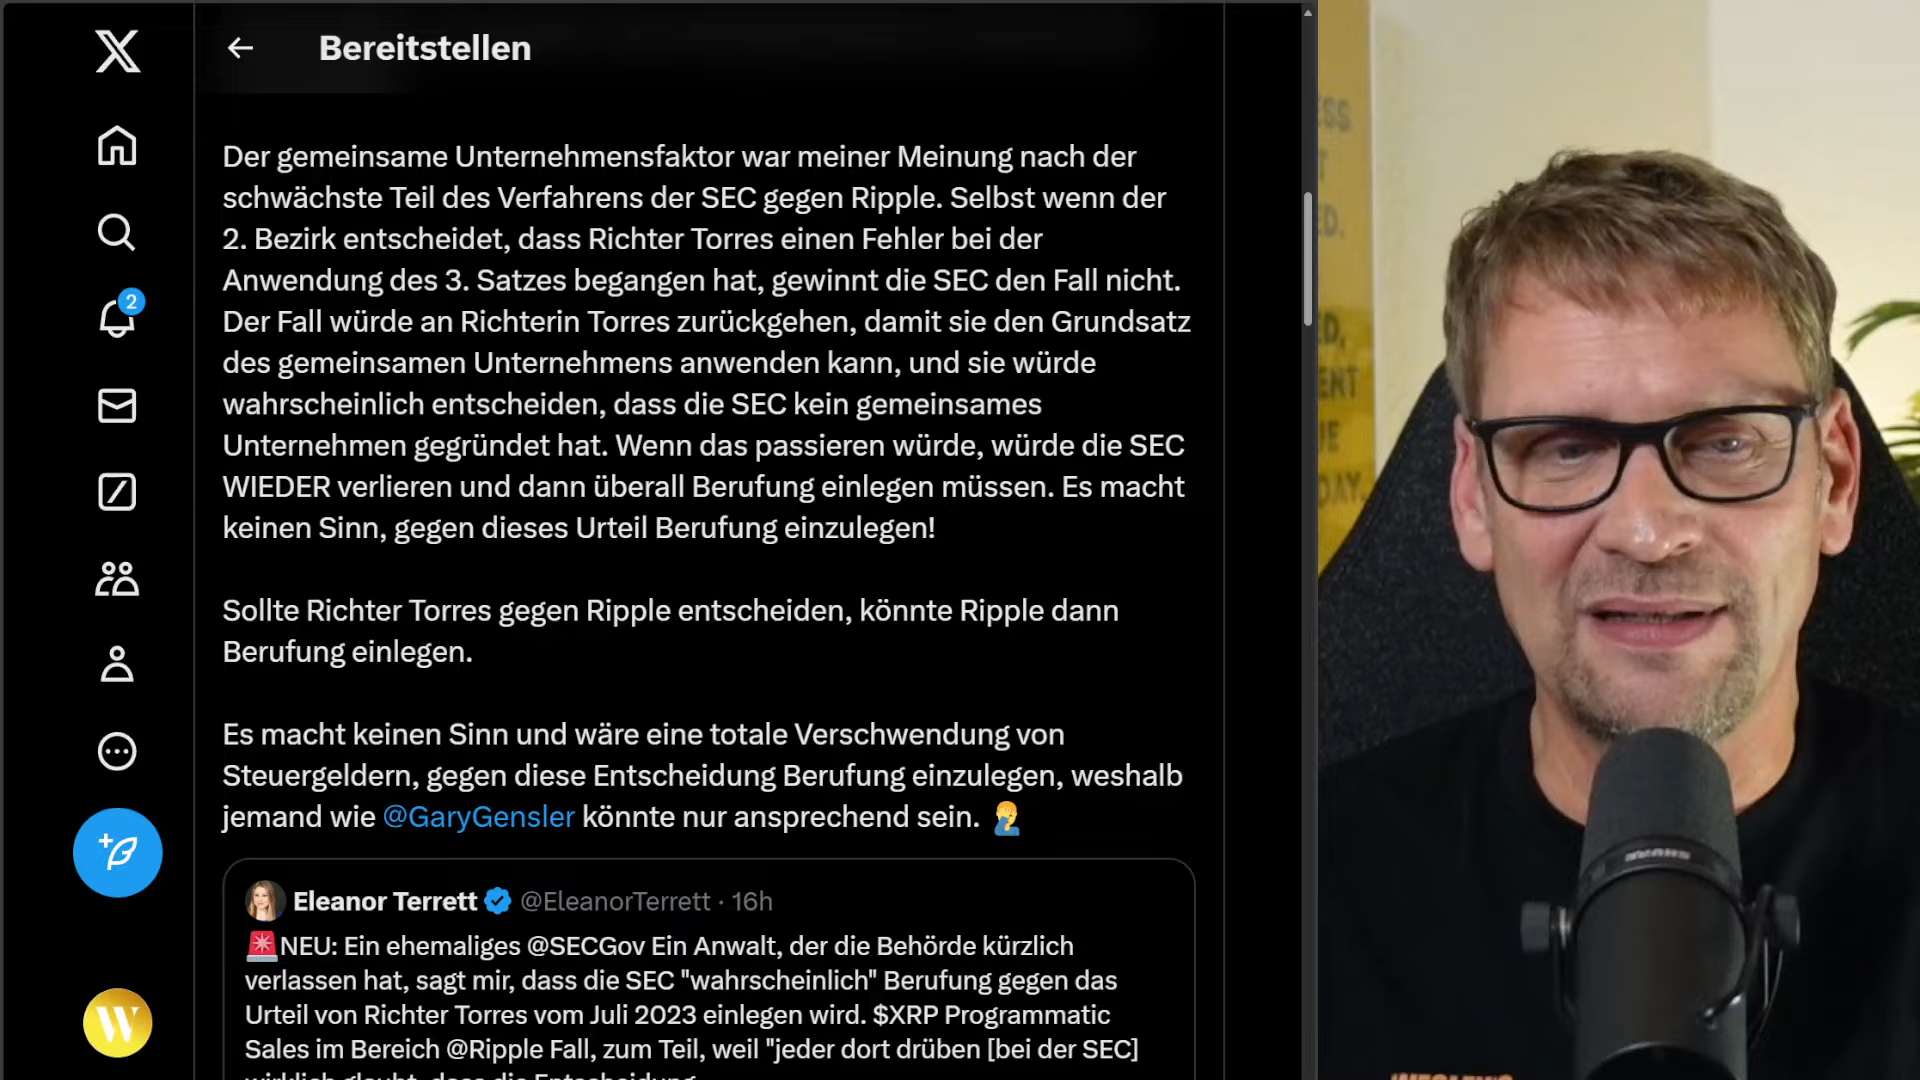 Bereitstellen
Der gemeinsame Unternehmensfaktor war meiner Meinung nach der
schwächste Teil des Verfahrens der SEC gegen Ripple. Selbst wenn der
2. Bezirk entscheidet, dass Richter Torres einen Fehler bei der
Anwendung des 3. Satzes begangen hat, gewinnt die SEC den Fall nicht.
Der Fall würde an Richterin Torres zurückgehen, damit sie den Grundsatz
des gemeinsamen Unternehmens anwenden kann, und sie würde
wahrscheinlich entscheiden, dass die SEC kein gemeinsames
Unternehmen gegründet hat. Wenn das passieren würde, würde die SEC
WIEDER verlieren und dann überall Berufung einlegen müssen. Es macht
keinen Sinn, gegen dieses Urteil Berufung einzulegen!
Sollte Richter Torres gegen Ripple entscheiden, könnte Ripple dann
Berufung einlegen.
Es macht keinen Sinn und wäre eine totale Verschwendung von
Steuergeldern, gegen diese Entscheidung Berufung einzulegen, weshalb
jemand wie @GaryGensler könnte nur ansprechend sein. 🤦‍♂️
Eleanor Terrett @EleanorTerrett · 16h
🚨NEU: Ein ehemaliges @SECGov Ein Anwalt, der die Behörde kürzlich
verlassen hat, sagt mir, dass die SEC "wahrscheinlich" Berufung gegen das
Urteil von Richter Torres vom Juli 2023 einlegen wird. $XRP Programmatic
Sales im Bereich @Ripple Fall, zum Teil, weil "jeder dort drüben [bei der SEC]
wirklich glaubt, dass die Entscheidung
2
W